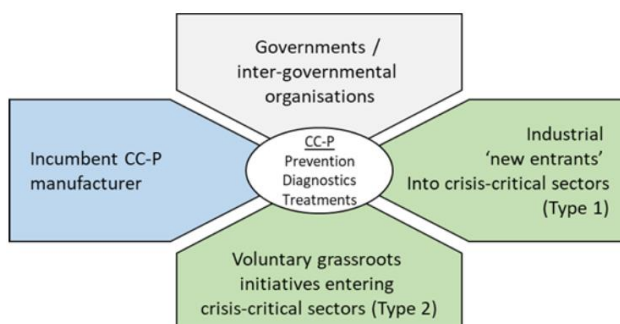 Governments /
inter-governmental
organisations
Incumbent CC-P
manufacturer
CC-P
Prevention
Diagnostics
Treatments
Industrial
‘new entrants’
Into crisis-critical sectors
(Type 1)
Voluntary grassroots
initiatives entering
crisis-critical sectors (Type 2)